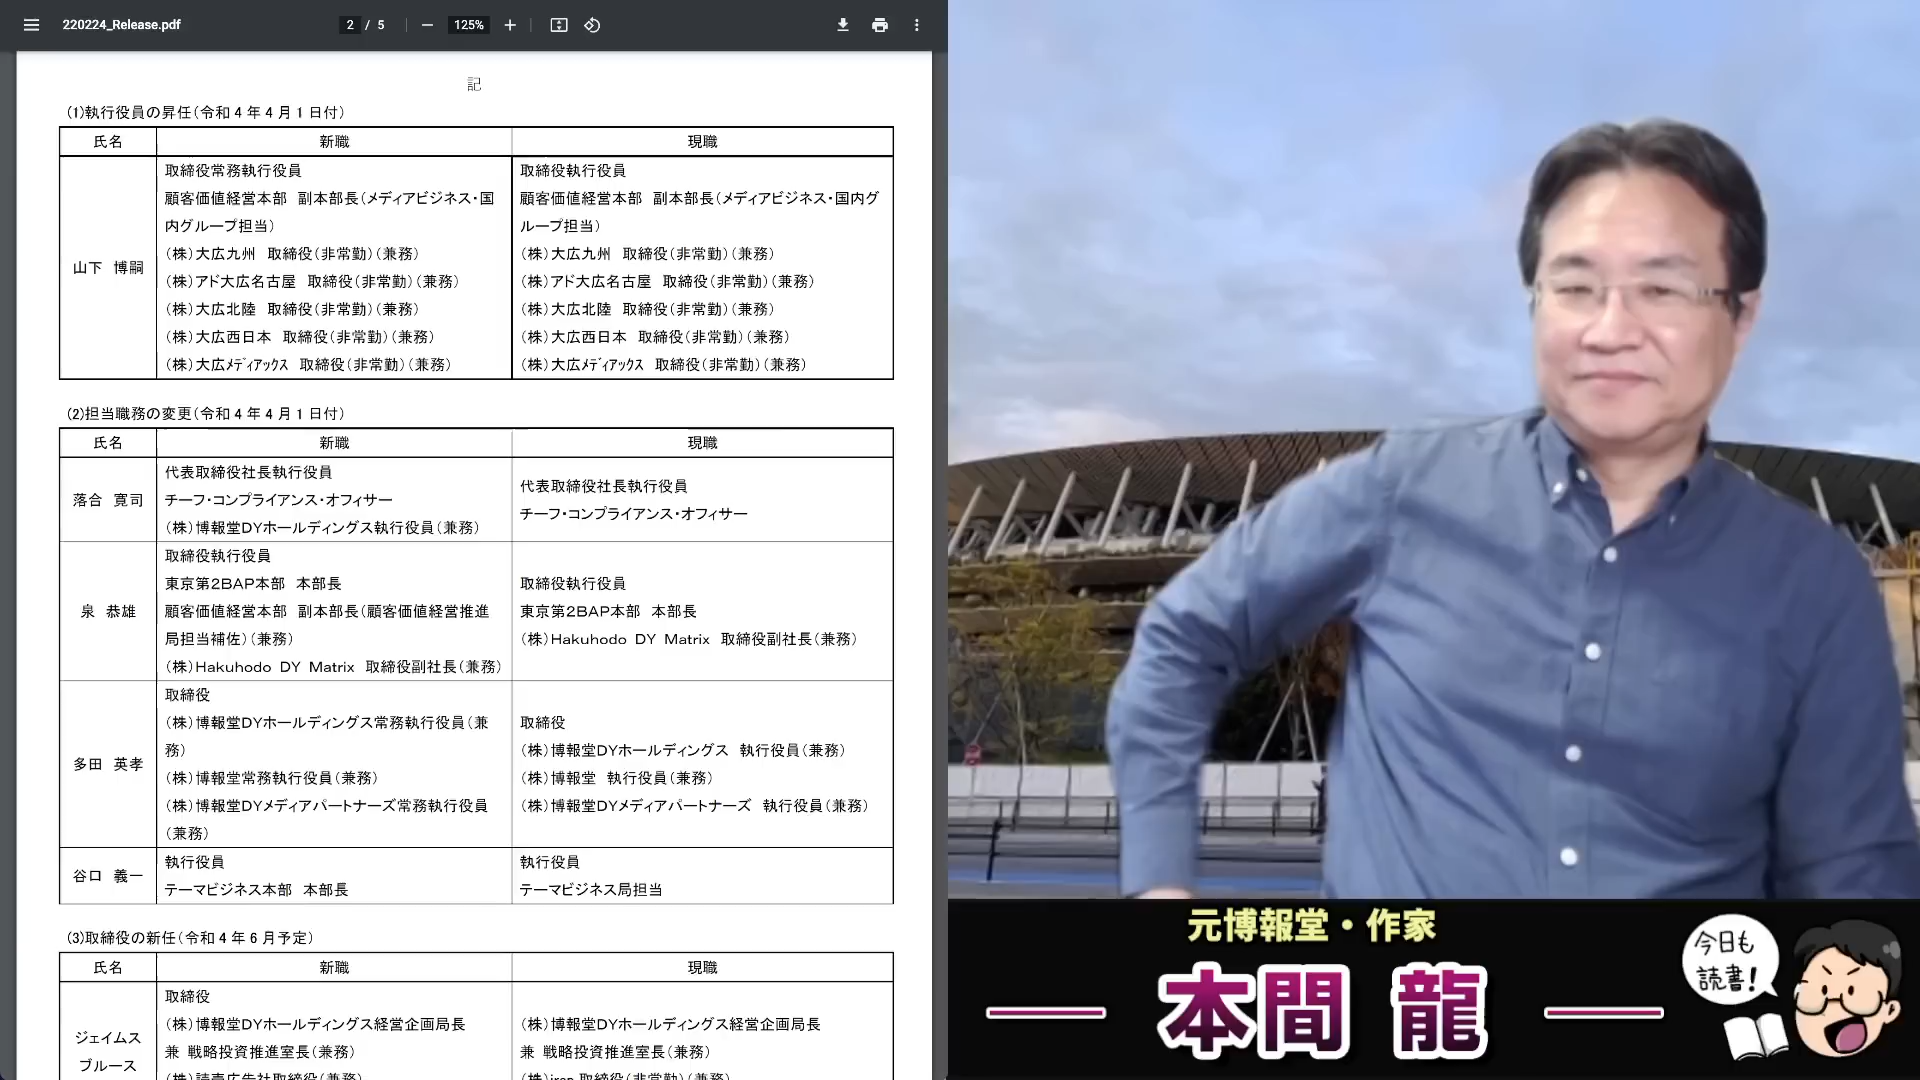 220224_Release.pdf
2 / 5
125%
記
(1)執行役員の昇任(令和４年４月１日付)
氏名 新職 現職
山下 博嗣
取締役常務執行役員
顧客価値経営本部 副本部長(メディアビジネス・国
内グループ担当)
(株)大広九州 取締役(非常勤)(兼務)
(株)アド大広名古屋 取締役(非常勤)(兼務)
(株)大広北陸 取締役(非常勤)(兼務)
(株)大広西日本 取締役(非常勤)(兼務)
(株)大広ﾒﾃﾞｨｱｯｸｽ 取締役(非常勤)(兼務)
取締役執行役員
顧客価値経営本部 副本部長(メディアビジネス・国内グ
ループ担当)
(株)大広九州 取締役(非常勤)(兼務)
(株)アド大広名古屋 取締役(非常勤)(兼務)
(株)大広北陸 取締役(非常勤)(兼務)
(株)大広西日本 取締役(非常勤)(兼務)
(株)大広ﾒﾃﾞｨｱｯｸｽ 取締役(非常勤)(兼務)
(2)担当職務の変更(令和４年４月１日付)
氏名 新職 現職
落合 寛司
代表取締役社長執行役員
チーフ・コンプライアンス・オフィサー
(株)博報堂DYホールディングス執行役員(兼務)
代表取締役社長執行役員
チーフ・コンプライアンス・オフィサー
泉 恭雄
取締役執行役員
東京第2BAP本部 本部長
顧客価値経営本部 副本部長(顧客価値経営推進
局担当補佐)(兼務)
(株)Hakuhodo DY Matrix 取締役副社長(兼務)
取締役執行役員
東京第2BAP本部 本部長
(株)Hakuhodo DY Matrix 取締役副社長(兼務)
多田 英孝
取締役
(株)博報堂DYホールディングス常務執行役員(兼
務)
(株)博報堂常務執行役員(兼務)
(株)博報堂DYメディアパートナーズ常務執行役員
(兼務)
取締役
(株)博報堂DYホールディングス 執行役員(兼務)
(株)博報堂 執行役員(兼務)
(株)博報堂DYメディアパートナーズ 執行役員(兼務)
谷口 義一
執行役員
テーマビジネス本部 本部長
執行役員
テーマビジネス局担当
(3)取締役の新任(令和４年６月予定)
氏名 新職 現職
ジェイムス
ブルース
取締役
(株)博報堂DYホールディングス経営企画局長
兼 戦略投資推進室長(兼務)
(株)読売広告社取締役(兼務)
(株)博報堂DYホールディングス経営企画局長
兼 戦略投資推進室長(兼務)
(株)irep 取締役(非常勤)(兼務)
元博報堂・作家
本間 龍
今日も
読書!